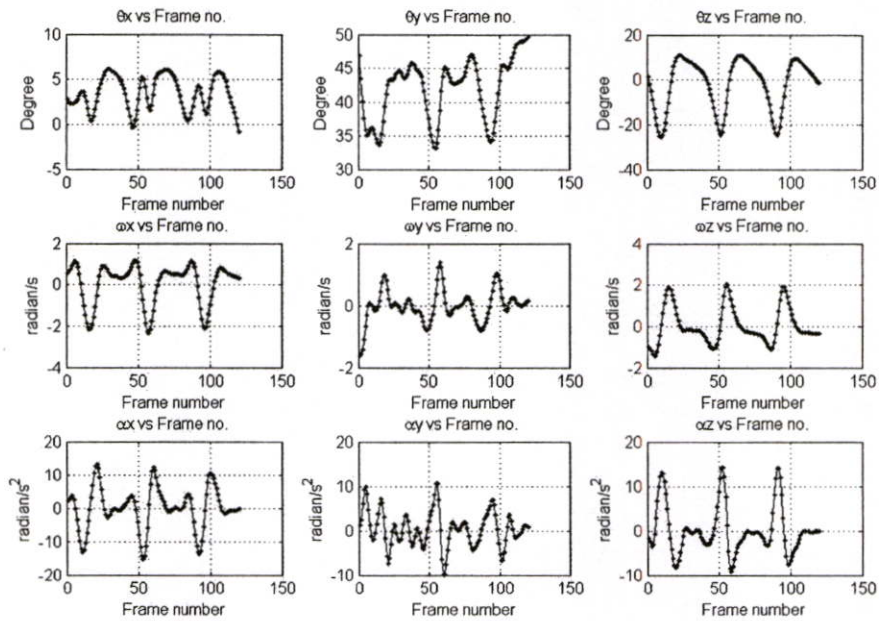 θx vs Frame no. θy vs Frame no. θz vs Frame no.
10 50 20
5 45 0
0 40 -20
-5 35 -40
30
Degree Degree Degree
0 50 100 150 0 50 100 150 0 50 100 150
Frame number Frame number Frame number
ωx vs Frame no. ωy vs Frame no. ωz vs Frame no.
2 2 4
0 0 2
-2 -2 0
-4 -2
radian/s radian/s radian/s
0 50 100 150 0 50 100 150 0 50 100 150
Frame number Frame number Frame number
αx vs Frame no. αy vs Frame no. αz vs Frame no.
20 20 20
10 10 10
0 0 0
-10 -10 -10
-20
radian/s² radian/s² radian/s²
0 50 100 150 0 50 100 150 0 50 100 150
Frame number Frame number Frame number